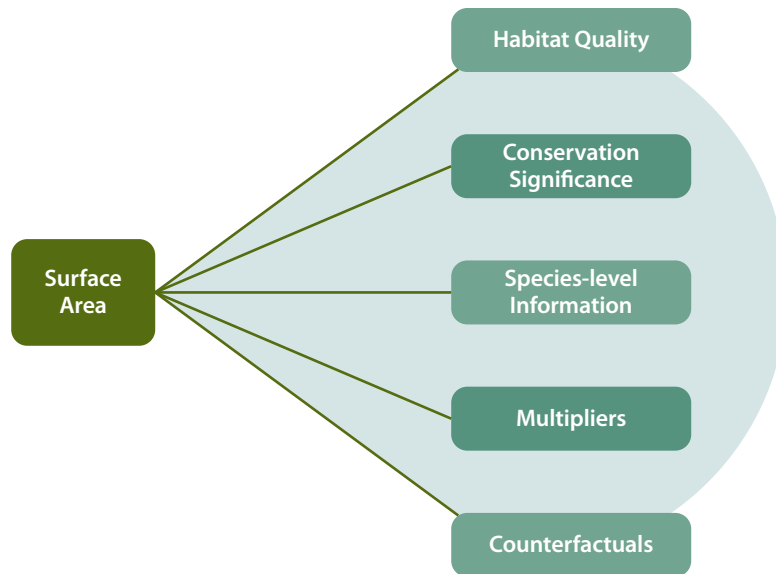 Habitat Quality
Conservation
Significance
Surface
Area
Species-level
Information
Multipliers
Counterfactuals